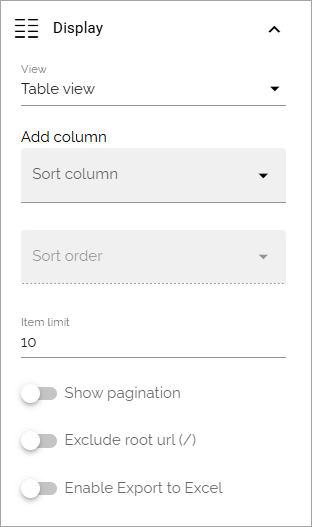 Display
View
Table view
Add column
Sort column
Sort order
Item limit
10
Show pagination
Exclude root url (/)
Enable Export to Excel